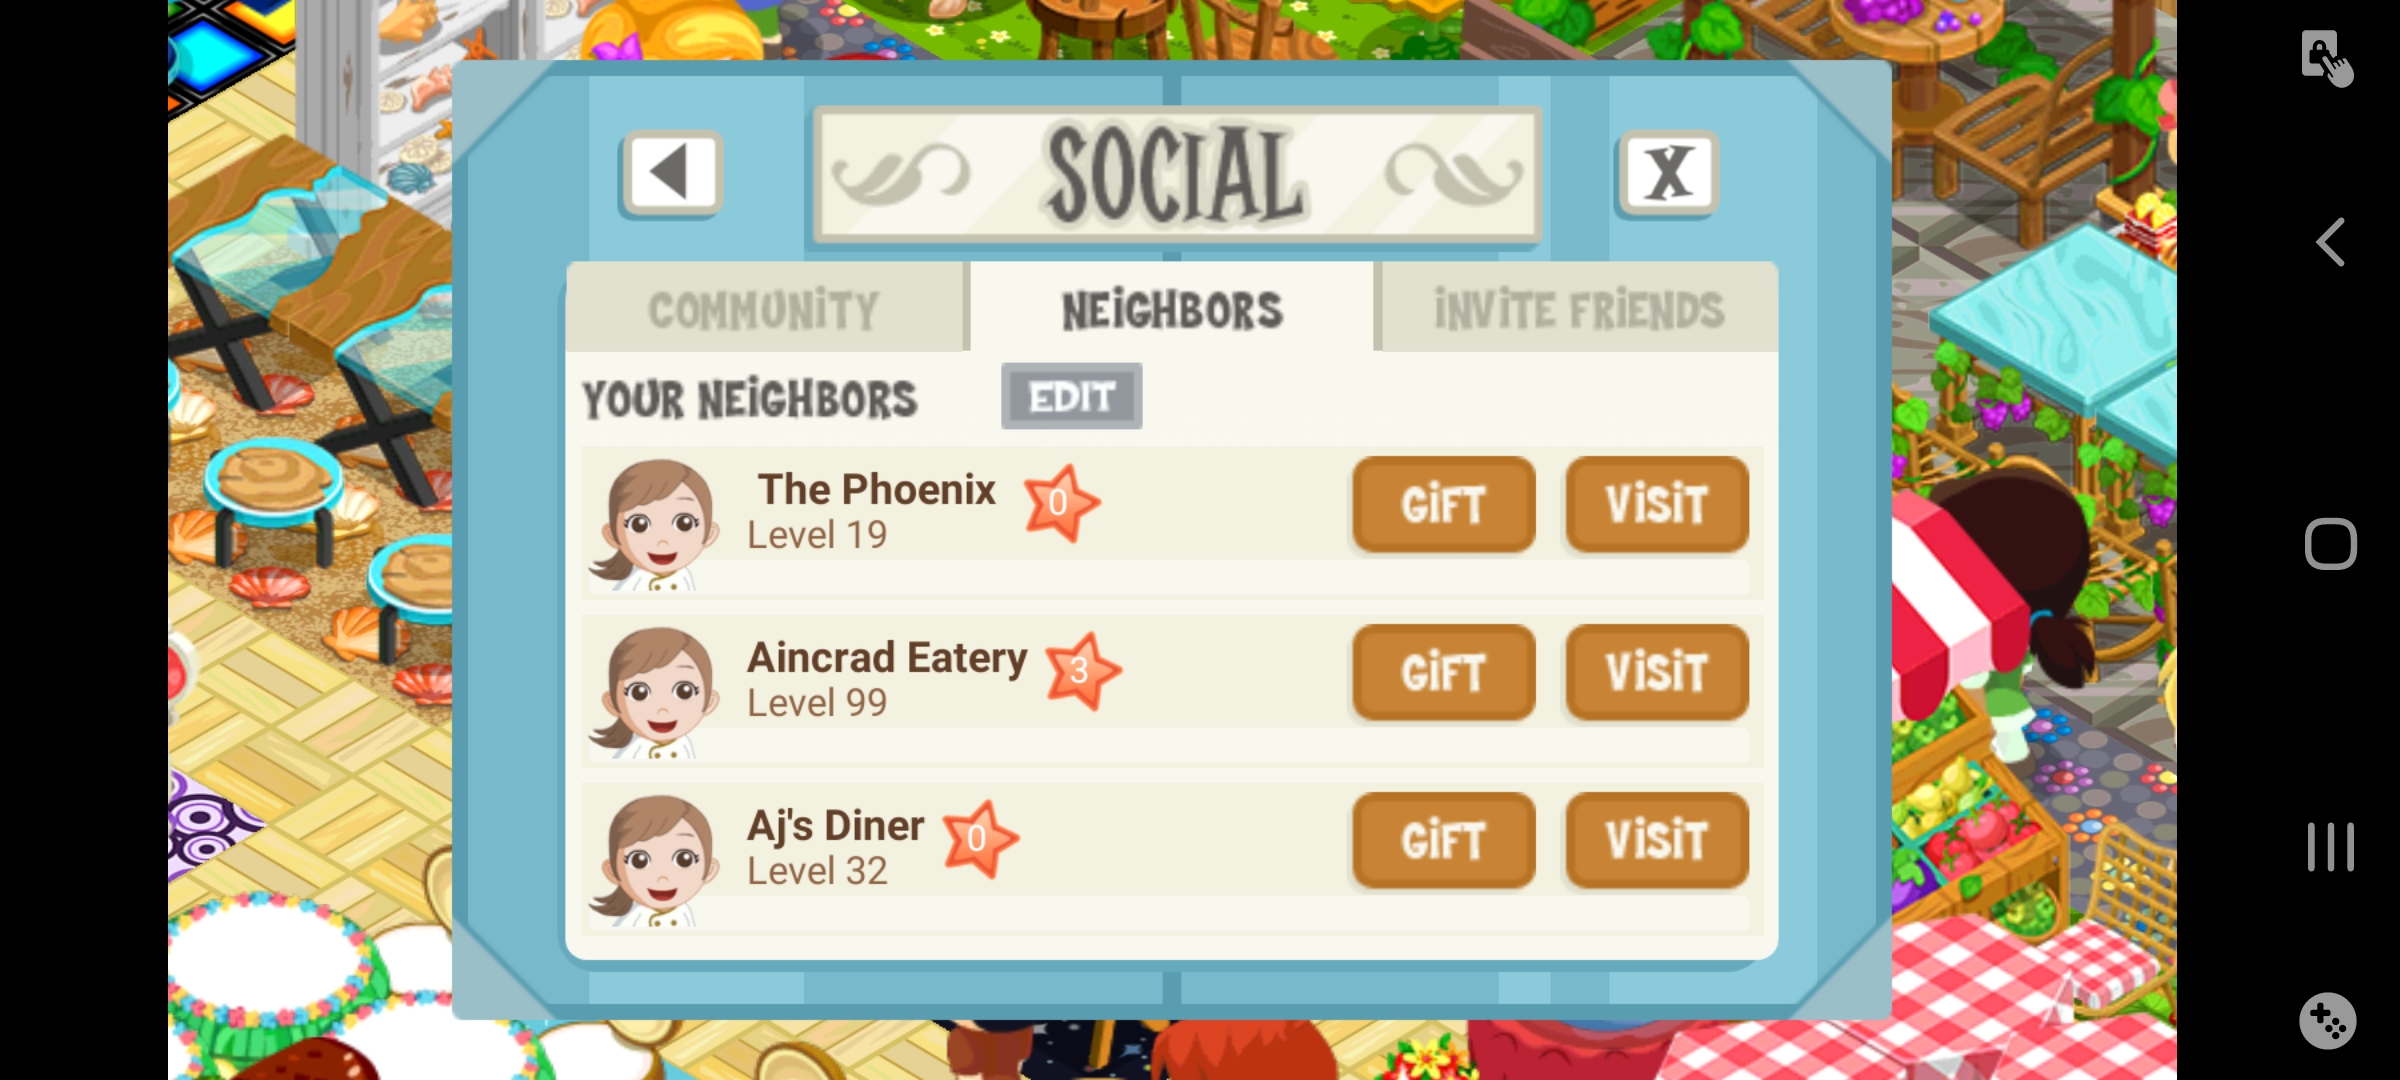 SOCIAL
X
COMMUNITY
NEIGHBORS
INVITE FRIENDS
YOUR NEIGHBORS
EDIT
The Phoenix
0
Level 19
GIFT
VISIT
Aincrad Eatery
3
Level 99
GIFT
VISIT
Aj's Diner
0
Level 32
GIFT
VISIT